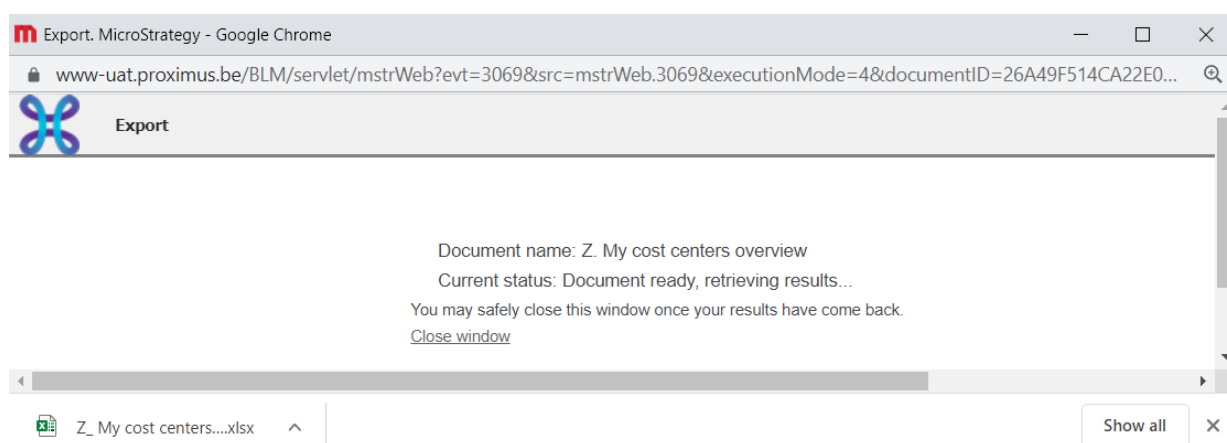 Export. MicroStrategy - Google Chrome
www-uat.proximus.be/BLM/servlet/mstrWeb?evt=3069&src=mstrWeb.3069&executionMode=4&documentID=26A49F514CA22E0...
Export
Document name: Z. My cost centers overview
Current status: Document ready, retrieving results...
You may safely close this window once your results have come back.
Close window
Z_ My cost centers....xlsx
Show all